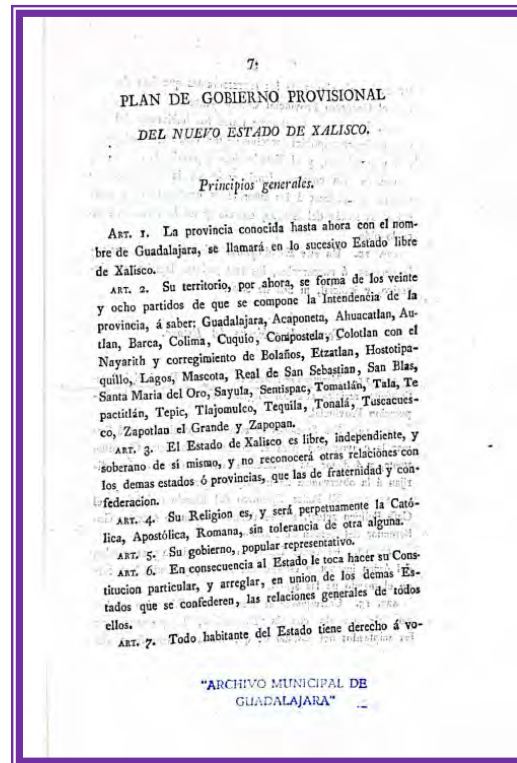 7:
PLAN DE GOBIERNO PROVISIONAL
DEL NUEVO ESTADO DE XALISCO.
Principios generales.
ART. 1. La provincia conocida hasta ahora con el nom-
bre de Guadalajara, se llamará en lo sucesivo Estado libre
de Xalisco.
ART. 2. Su territorio, por ahora, se forma de los veinte
y ocho partidos de que se compone la Intendencia de la
provincia, á saber: Guadalajara, Acaponeta, Ahuacatlan, Au-
tlan, Barca, Colima, Cuquio, Compostela, Colotlan con el
Nayarith y corregimiento de Bolaños, Etzatlan, Hostotipa-
quillo, Lagos, Mascota, Real de San Sebastian, San Blas,
Santa Maria del Oro, Sayula, Sentispac, Tomatlán, Tala, Te
pactitlán, Tepic, Tlajomulco, Tequila, Tonalá, Tuscacues-
co, Zapotlan el Grande y Zapopan.
ART. 3. El Estado de Xalisco es libre, independiente, y
soberano de sí mismo, y no reconocerá otras relaciones con
los demas estados ó provincias, que las de fraternidad y con-
federacion.
ART. 4. Su Religion es, y será perpetuamente la Cató-
lica, Apostólica, Romana, sin tolerancia de otra alguna.
ART. 5. Su gobierno, popular representativo.
ART. 6. En consecuencia al Estado le toca hacer su Cons-
titucion particular, y arreglar, en union de los demas Es-
tados que se confederen, las relaciones generales de todos
ellos.
ART. 7. Todo habitante del Estado tiene derecho á vo-
"ARCHIVO MUNICIPAL DE
GUADALAJARA"